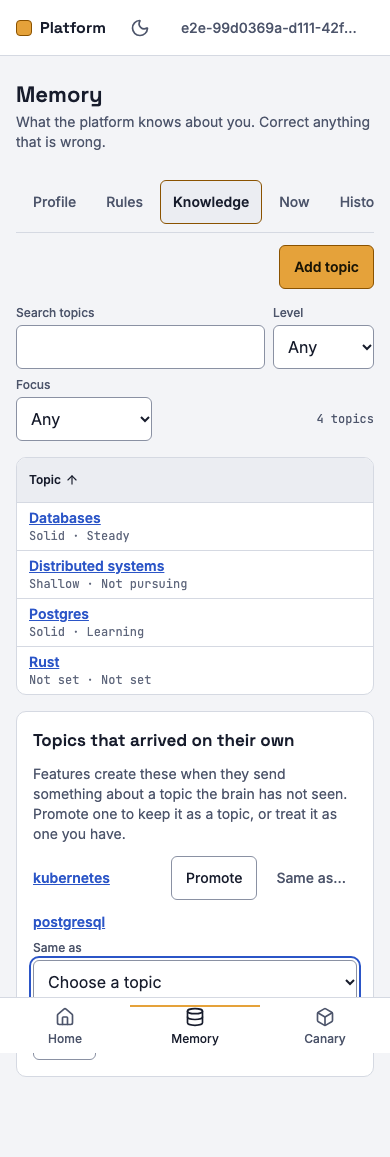 Platform
e2e-99d0369a-d111-42f...
Memory
What the platform knows about you. Correct anything
that is wrong.
Profile
Rules
Knowledge
Now
Histo
Add topic
Search topics
Level
Any
Focus
Any
4 topics
Topic ↑
Databases
Solid · Steady
Distributed systems
Shallow · Not pursuing
Postgres
Solid · Learning
Rust
Not set · Not set
Topics that arrived on their own
Features create these when they send
something about a topic the brain has not seen.
Promote one to keep it as a topic, or treat it as
one you have.
kubernetes
Promote
Same as...
postgresql
Same as
Choose a topic
Home
Memory
Canary